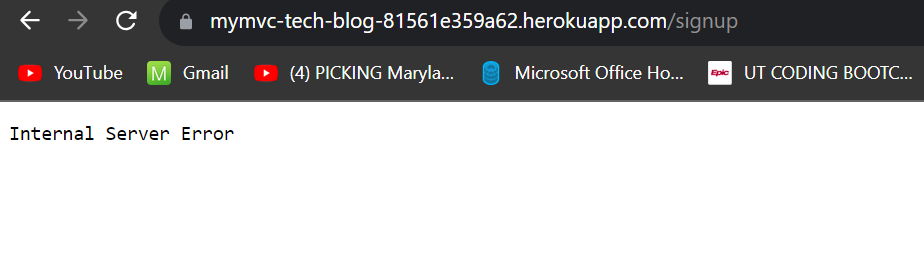 mymvc-tech-blog-81561e359a62.herokuapp.com/signup
YouTube M Gmail (4) PICKING Maryla... Microsoft Office Ho... Epic UT CODING BOOTC...
Internal Server Error